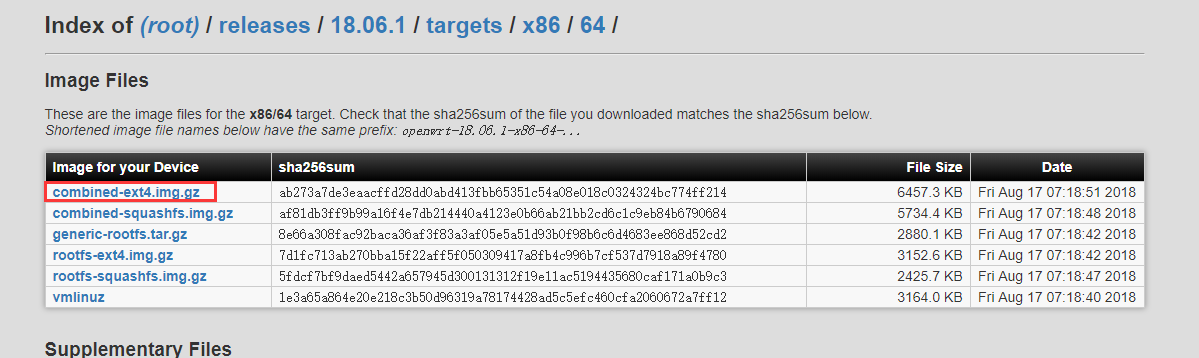 Index of (root) / releases / 18.06.1 / targets / x86 / 64 /
Image Files
These are the image files for the x86/64 target. Check that the sha256sum of the file you downloaded matches the sha256sum below.
Shortened image file names below have the same prefix: openwrt-18.06.1-x86-64-...
Image for your Device sha256sum File Size Date
combined-ext4.img.gz ab273a7de3eaacffd28dd0abd413fbb65351c54a08e018c0324324bc774ff214 6457.3 KB Fri Aug 17 07:18:51 2018
combined-squashfs.img.gz af81db3ff9b99a16f4e7db214440a4123e0b66ab21bb2cd6c1c9eb84b6790684 5734.4 KB Fri Aug 17 07:18:48 2018
generic-rootfs.tar.gz 8e66a308fac92baca36af3f83a3af05e5a51d93b0f98b6c6d4683ee868d52cd2 2880.1 KB Fri Aug 17 07:18:42 2018
rootfs-ext4.img.gz 7d1fc713ab270bba15f22aff5f050309417a8fb4c996b7cf537d7918a89f4780 3152.6 KB Fri Aug 17 07:18:42 2018
rootfs-squashfs.img.gz 5fdcf7bf9daed5442a657945d300131312f19e11ac5194435680caf171a0b9c3 2425.7 KB Fri Aug 17 07:18:47 2018
vmlinuz 1e3a65a864e20e218c3b50d96319a78174428ad5c5efc460cfa2060672a7ff12 3164.0 KB Fri Aug 17 07:18:40 2018
Supplementary Files